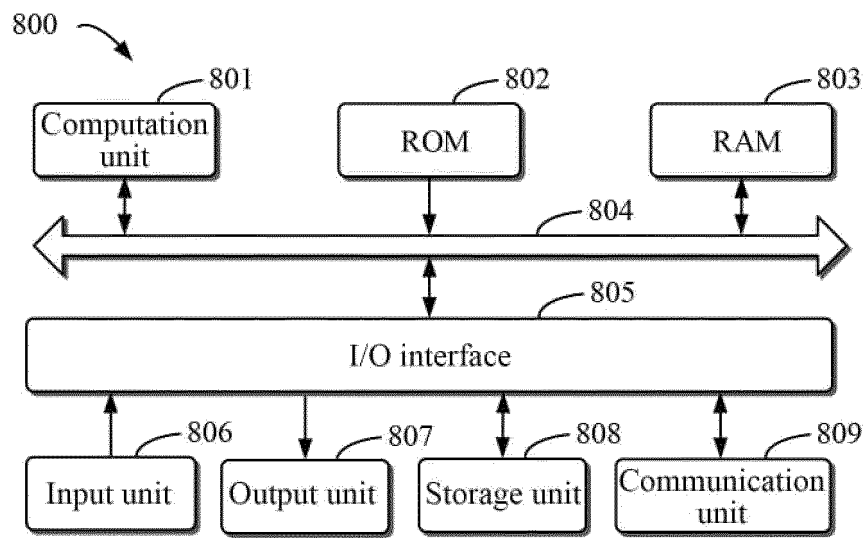 800
801
802
803
Computation
unit
ROM
RAM
804
805
I/O interface
806
807
808
809
Input unit
Output unit
Storage unit
Communication
unit